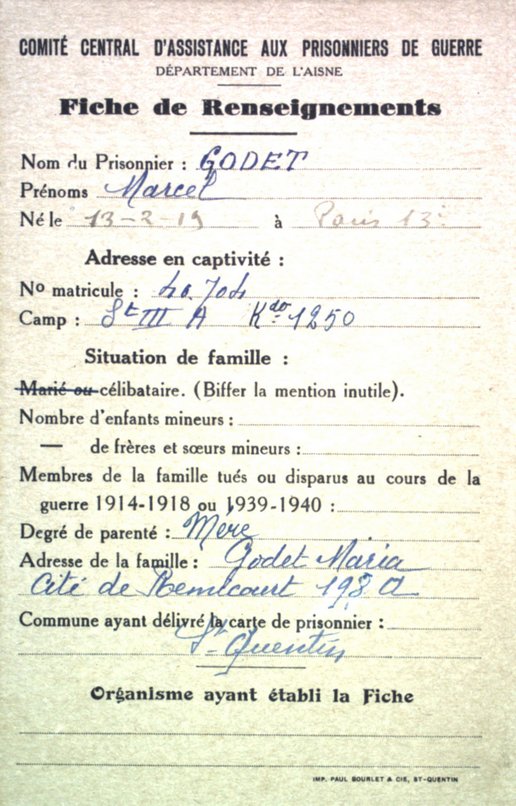 COMITÉ CENTRAL D'ASSISTANCE AUX PRISONNIERS DE GUERRE
DÉPARTEMENT DE L'AISNE
Fiche de Renseignements
Nom du Prisonnier : GODET
Prénoms Marcel
Né le 13-2-19 à Paris 13e
Adresse en captivité :
No matricule : 40.704
Camp : St III A Kdo 1250
Situation de famille :
Marié ou célibataire. (Biffer la mention inutile).
Nombre d'enfants mineurs :
— de frères et sœurs mineurs :
Membres de la famille tués ou disparus au cours de la
guerre 1914-1918 ou 1939-1940 :
Degré de parenté : Mère
Adresse de la famille : Godet Maria
Cité de Remicourt 198 a
Commune ayant délivré la carte de prisonnier :
St-Quentin
Organisme ayant établi la Fiche
IMP. PAUL BOURLET & CIE, ST-QUENTIN